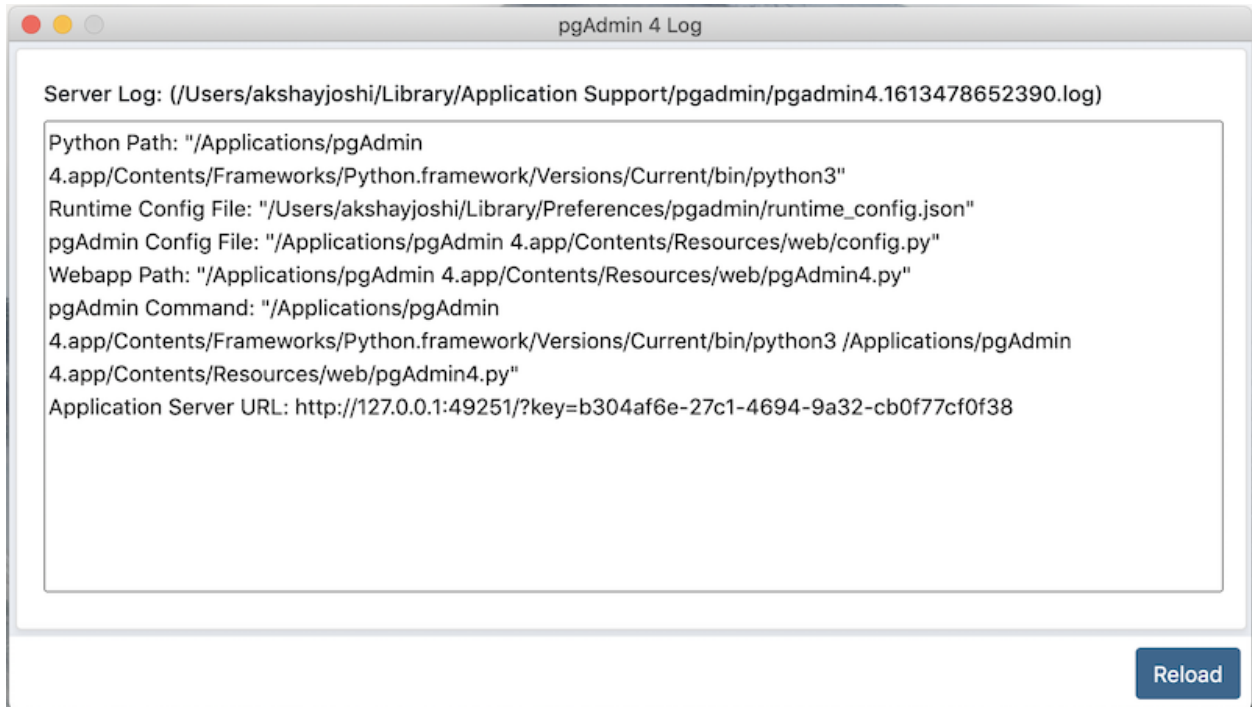 pgAdmin 4 Log
Server Log: (/Users/akshayjoshi/Library/Application Support/pgadmin/pgadmin4.1613478652390.log)
Python Path: "/Applications/pgAdmin
4.app/Contents/Frameworks/Python.framework/Versions/Current/bin/python3"
Runtime Config File: "/Users/akshayjoshi/Library/Preferences/pgadmin/runtime_config.json"
pgAdmin Config File: "/Applications/pgAdmin 4.app/Contents/Resources/web/config.py"
Webapp Path: "/Applications/pgAdmin 4.app/Contents/Resources/web/pgAdmin4.py"
pgAdmin Command: "/Applications/pgAdmin
4.app/Contents/Frameworks/Python.framework/Versions/Current/bin/python3 /Applications/pgAdmin
4.app/Contents/Resources/web/pgAdmin4.py"
Application Server URL: http://127.0.0.1:49251/?key=b304af6e-27c1-4694-9a32-cb0f77cf0f38
Reload